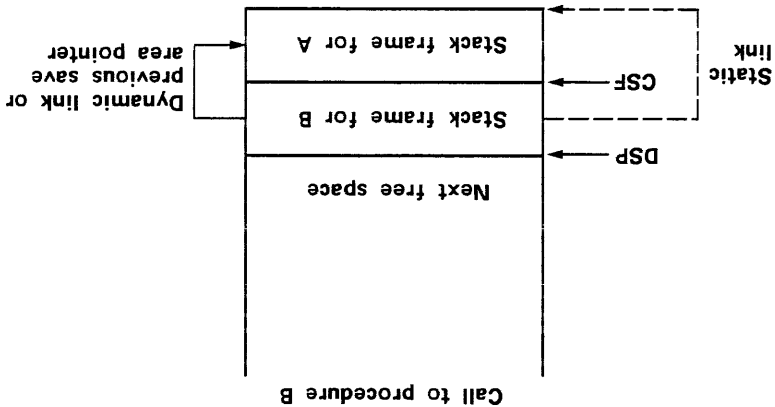 Call to procedure B
Next free space
DSP
Stack frame for B
Dynamic link or
previous save
area pointer
CSF
Static
link
Stack frame for A